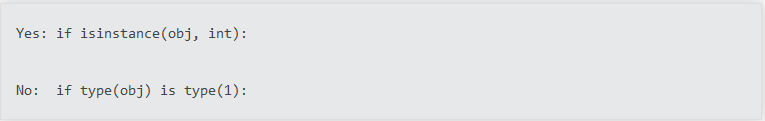 Yes: if isinstance(obj, int):
No:  if type(obj) is type(1):